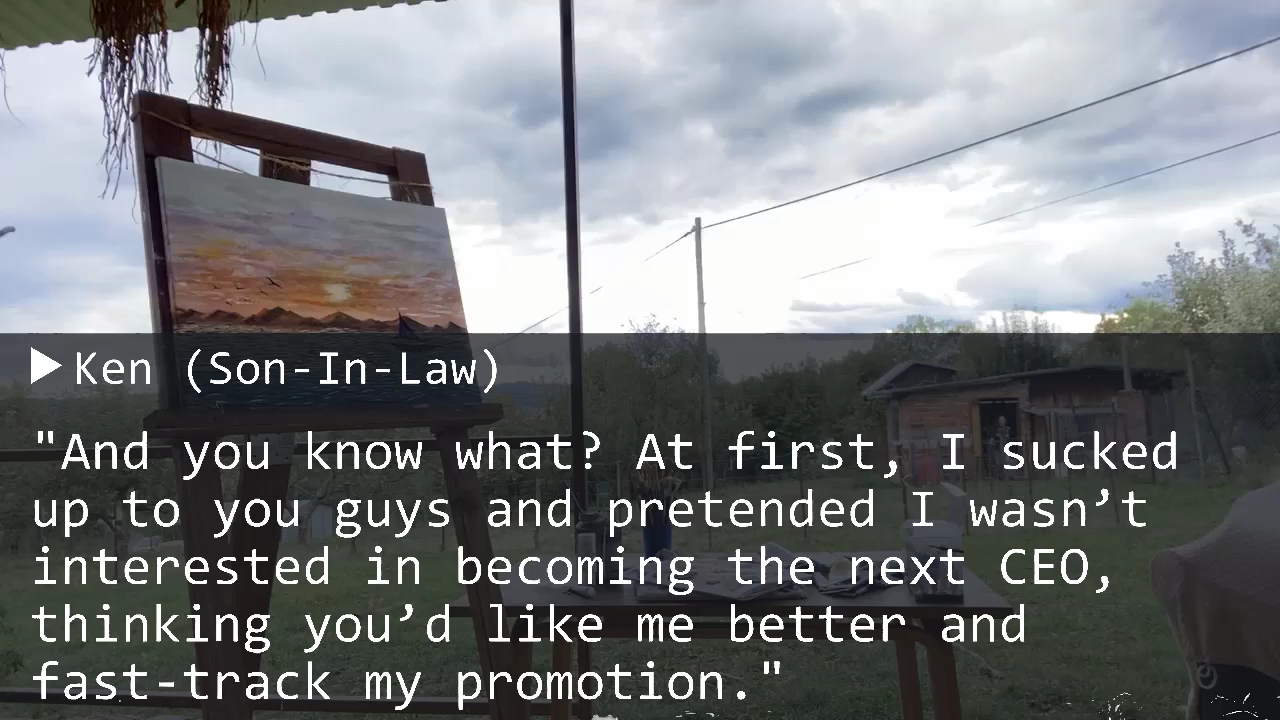 ▶Ken (Son-In-Law)
"And you know what? At first, I sucked
up to you guys and pretended I wasn’t
interested in becoming the next CEO,
thinking you’d like me better and
fast-track my promotion."